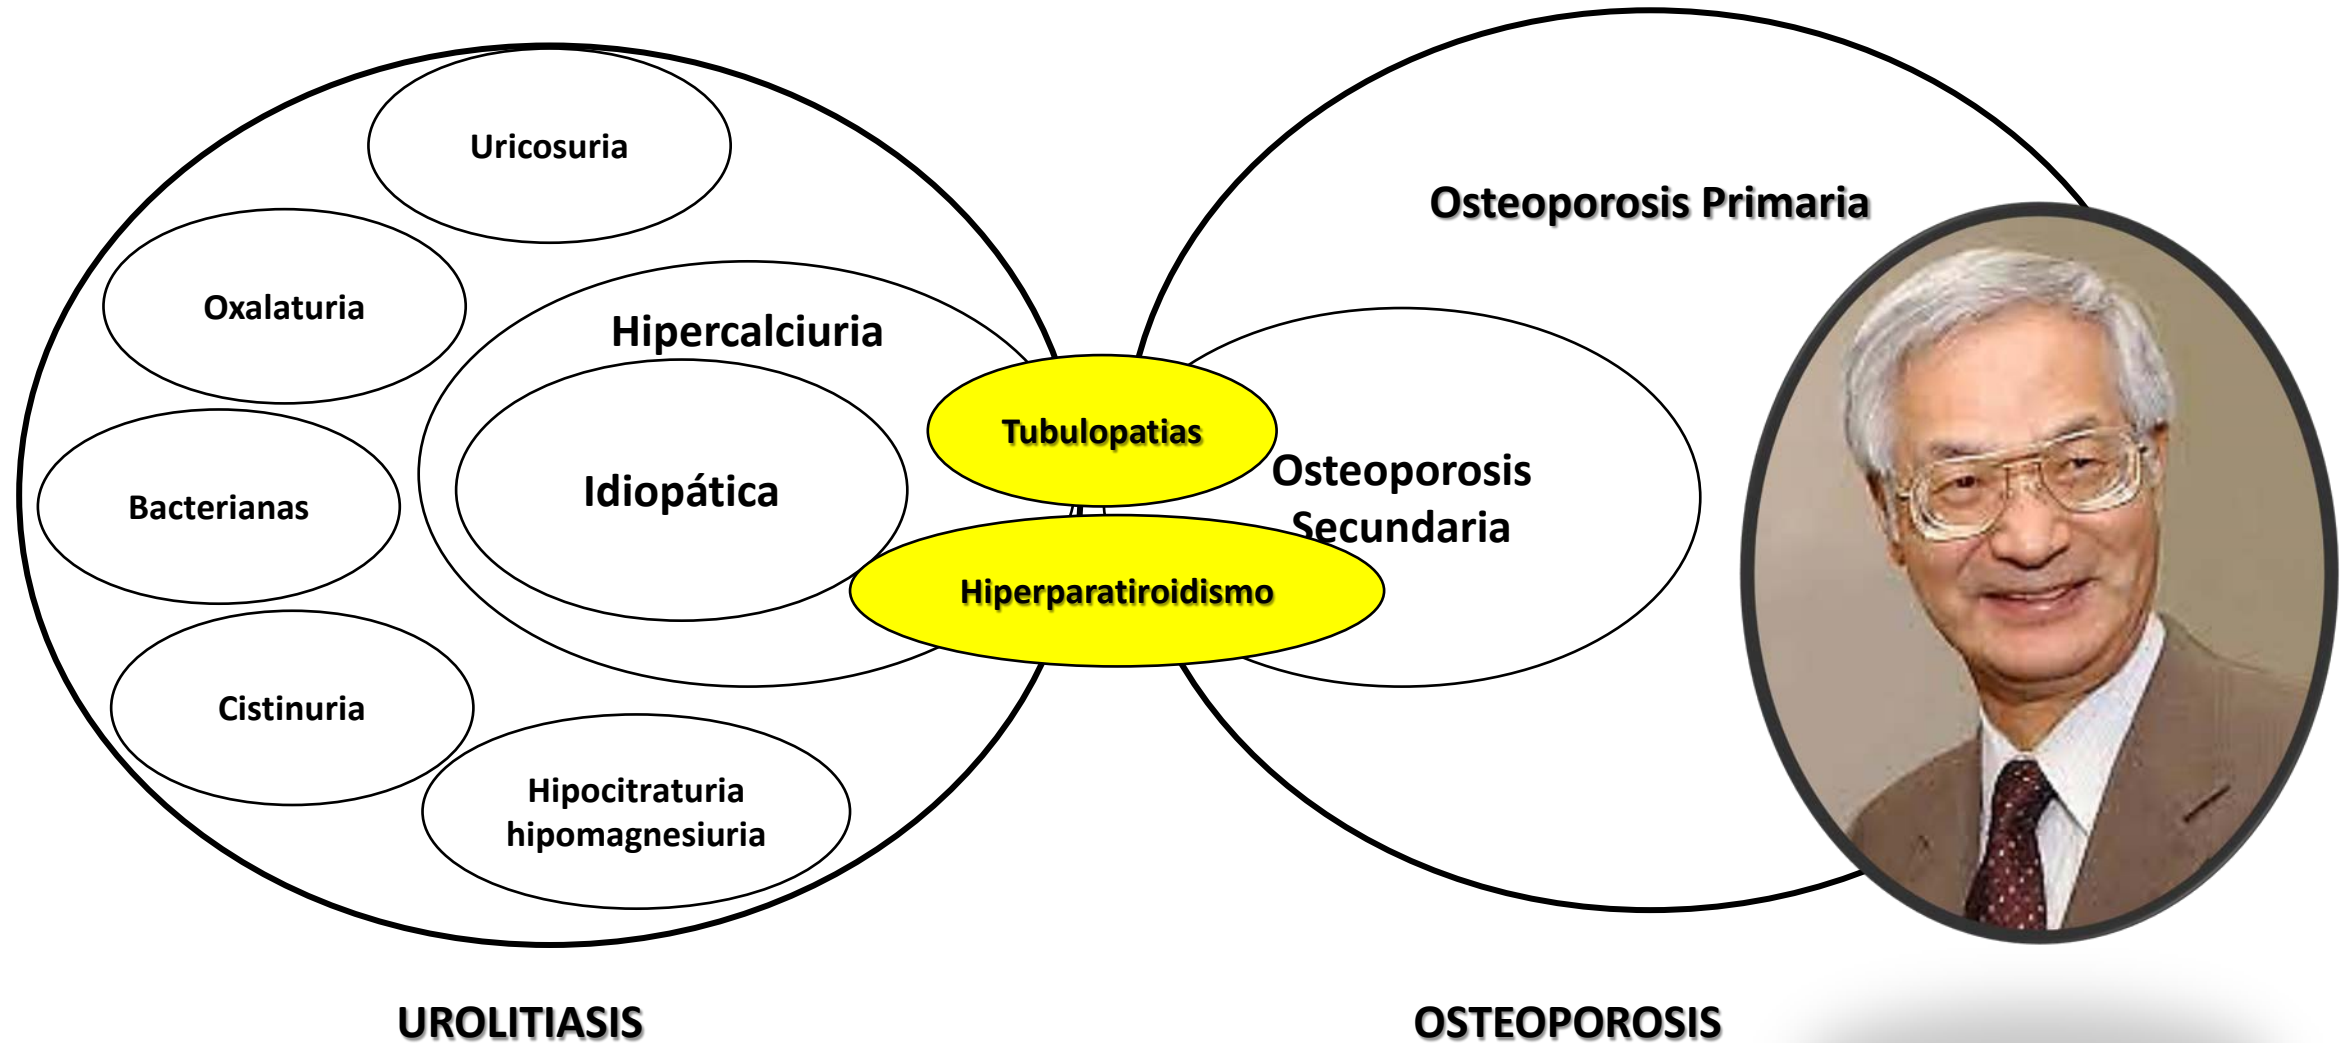 Uricosuria
Osteoporosis Primaria
Oxalaturia
Hipercalciuria
Tubulopatias
Osteoporosis
Secundaria
Idiopática
Bacterianas
Hiperparatiroidismo
Cistinuria
Hipocitraturia
hipomagnesiuria
UROLITIASIS
OSTEOPOROSIS